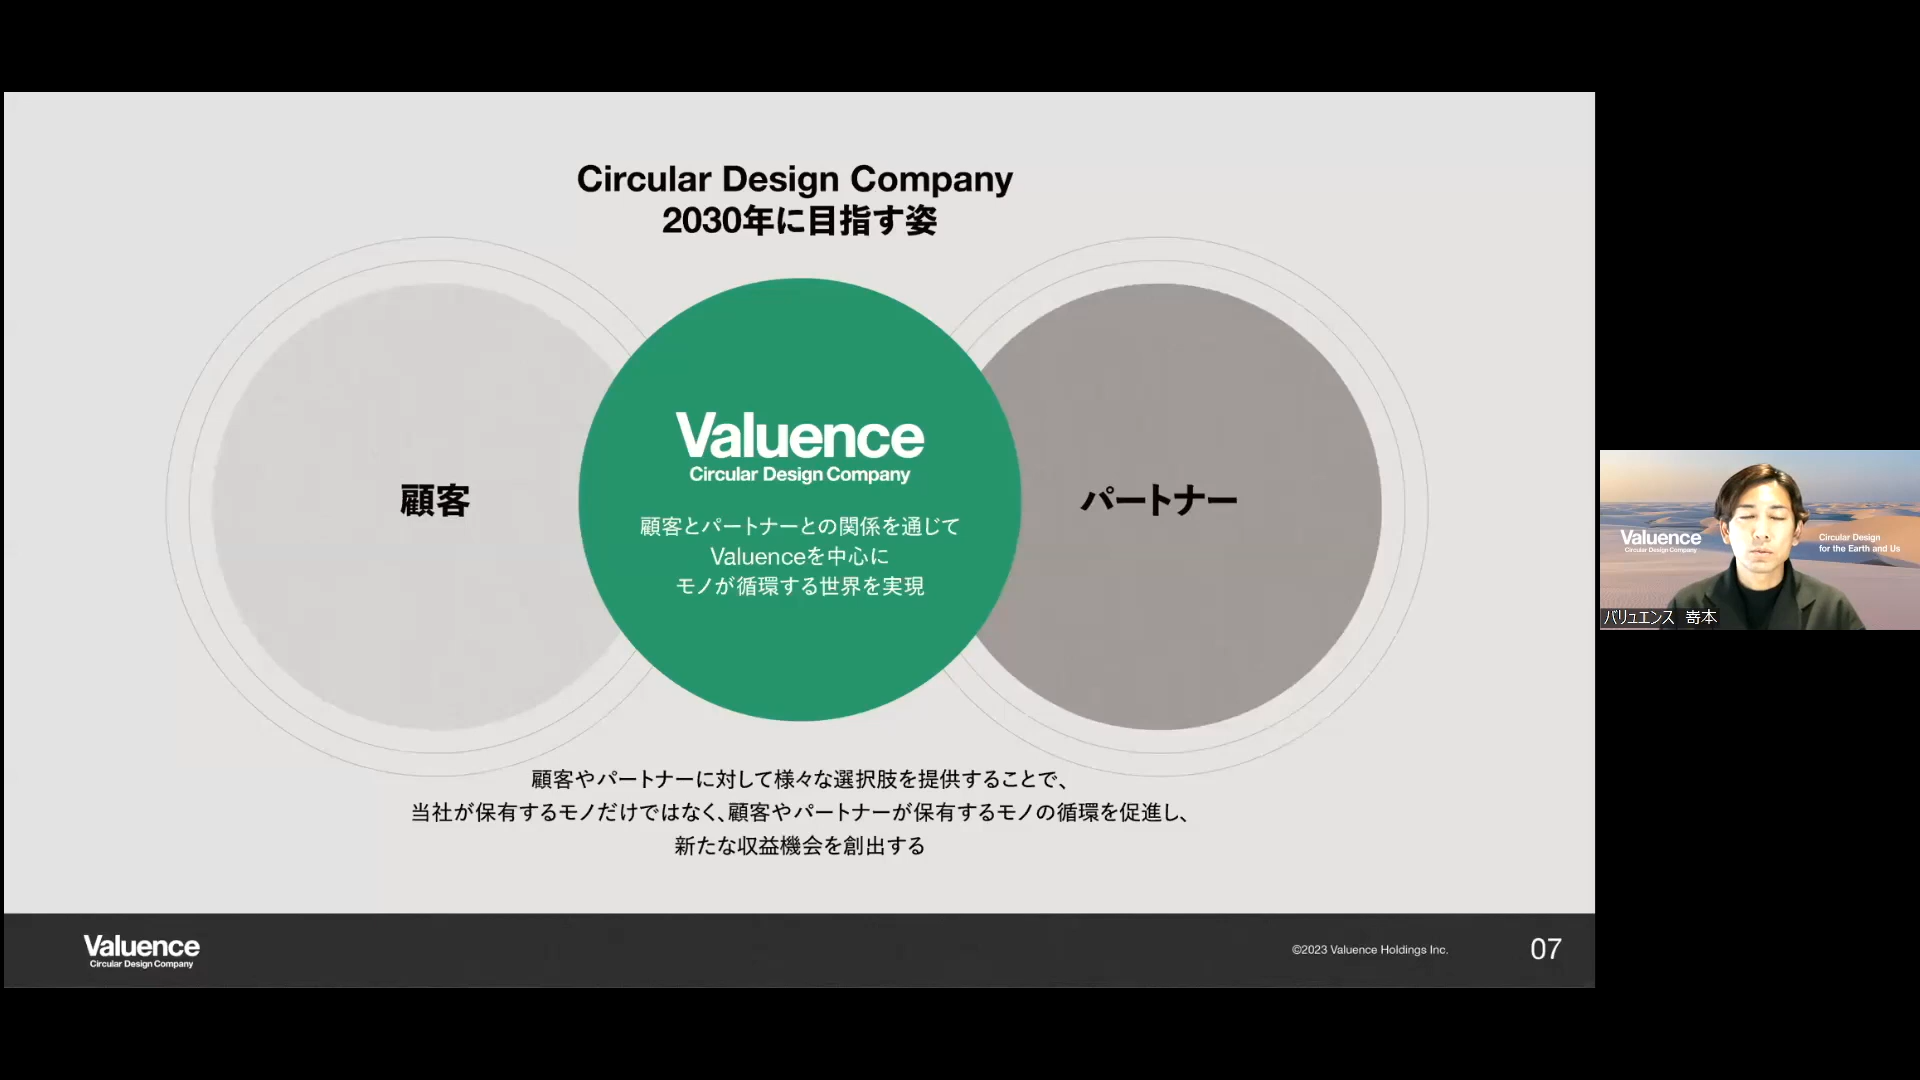 Circular Design Company
2030年に目指す姿
顧客
Valuence
Circular Design Company
顧客とパートナーとの関係を通じて
Valuenceを中心に
モノが循環する世界を実現
パートナー
顧客やパートナーに対して様々な選択肢を提供することで、
当社が保有するモノだけではなく、顧客やパートナーが保有するモノの循環を促進し、
新たな収益機会を創出する
Valuence
Circular Design Company
©2023 Valuence Holdings Inc.
07
Valuence
Circular Design Company
Circular Design
for the Earth and Us
バリュエンス 嵜本